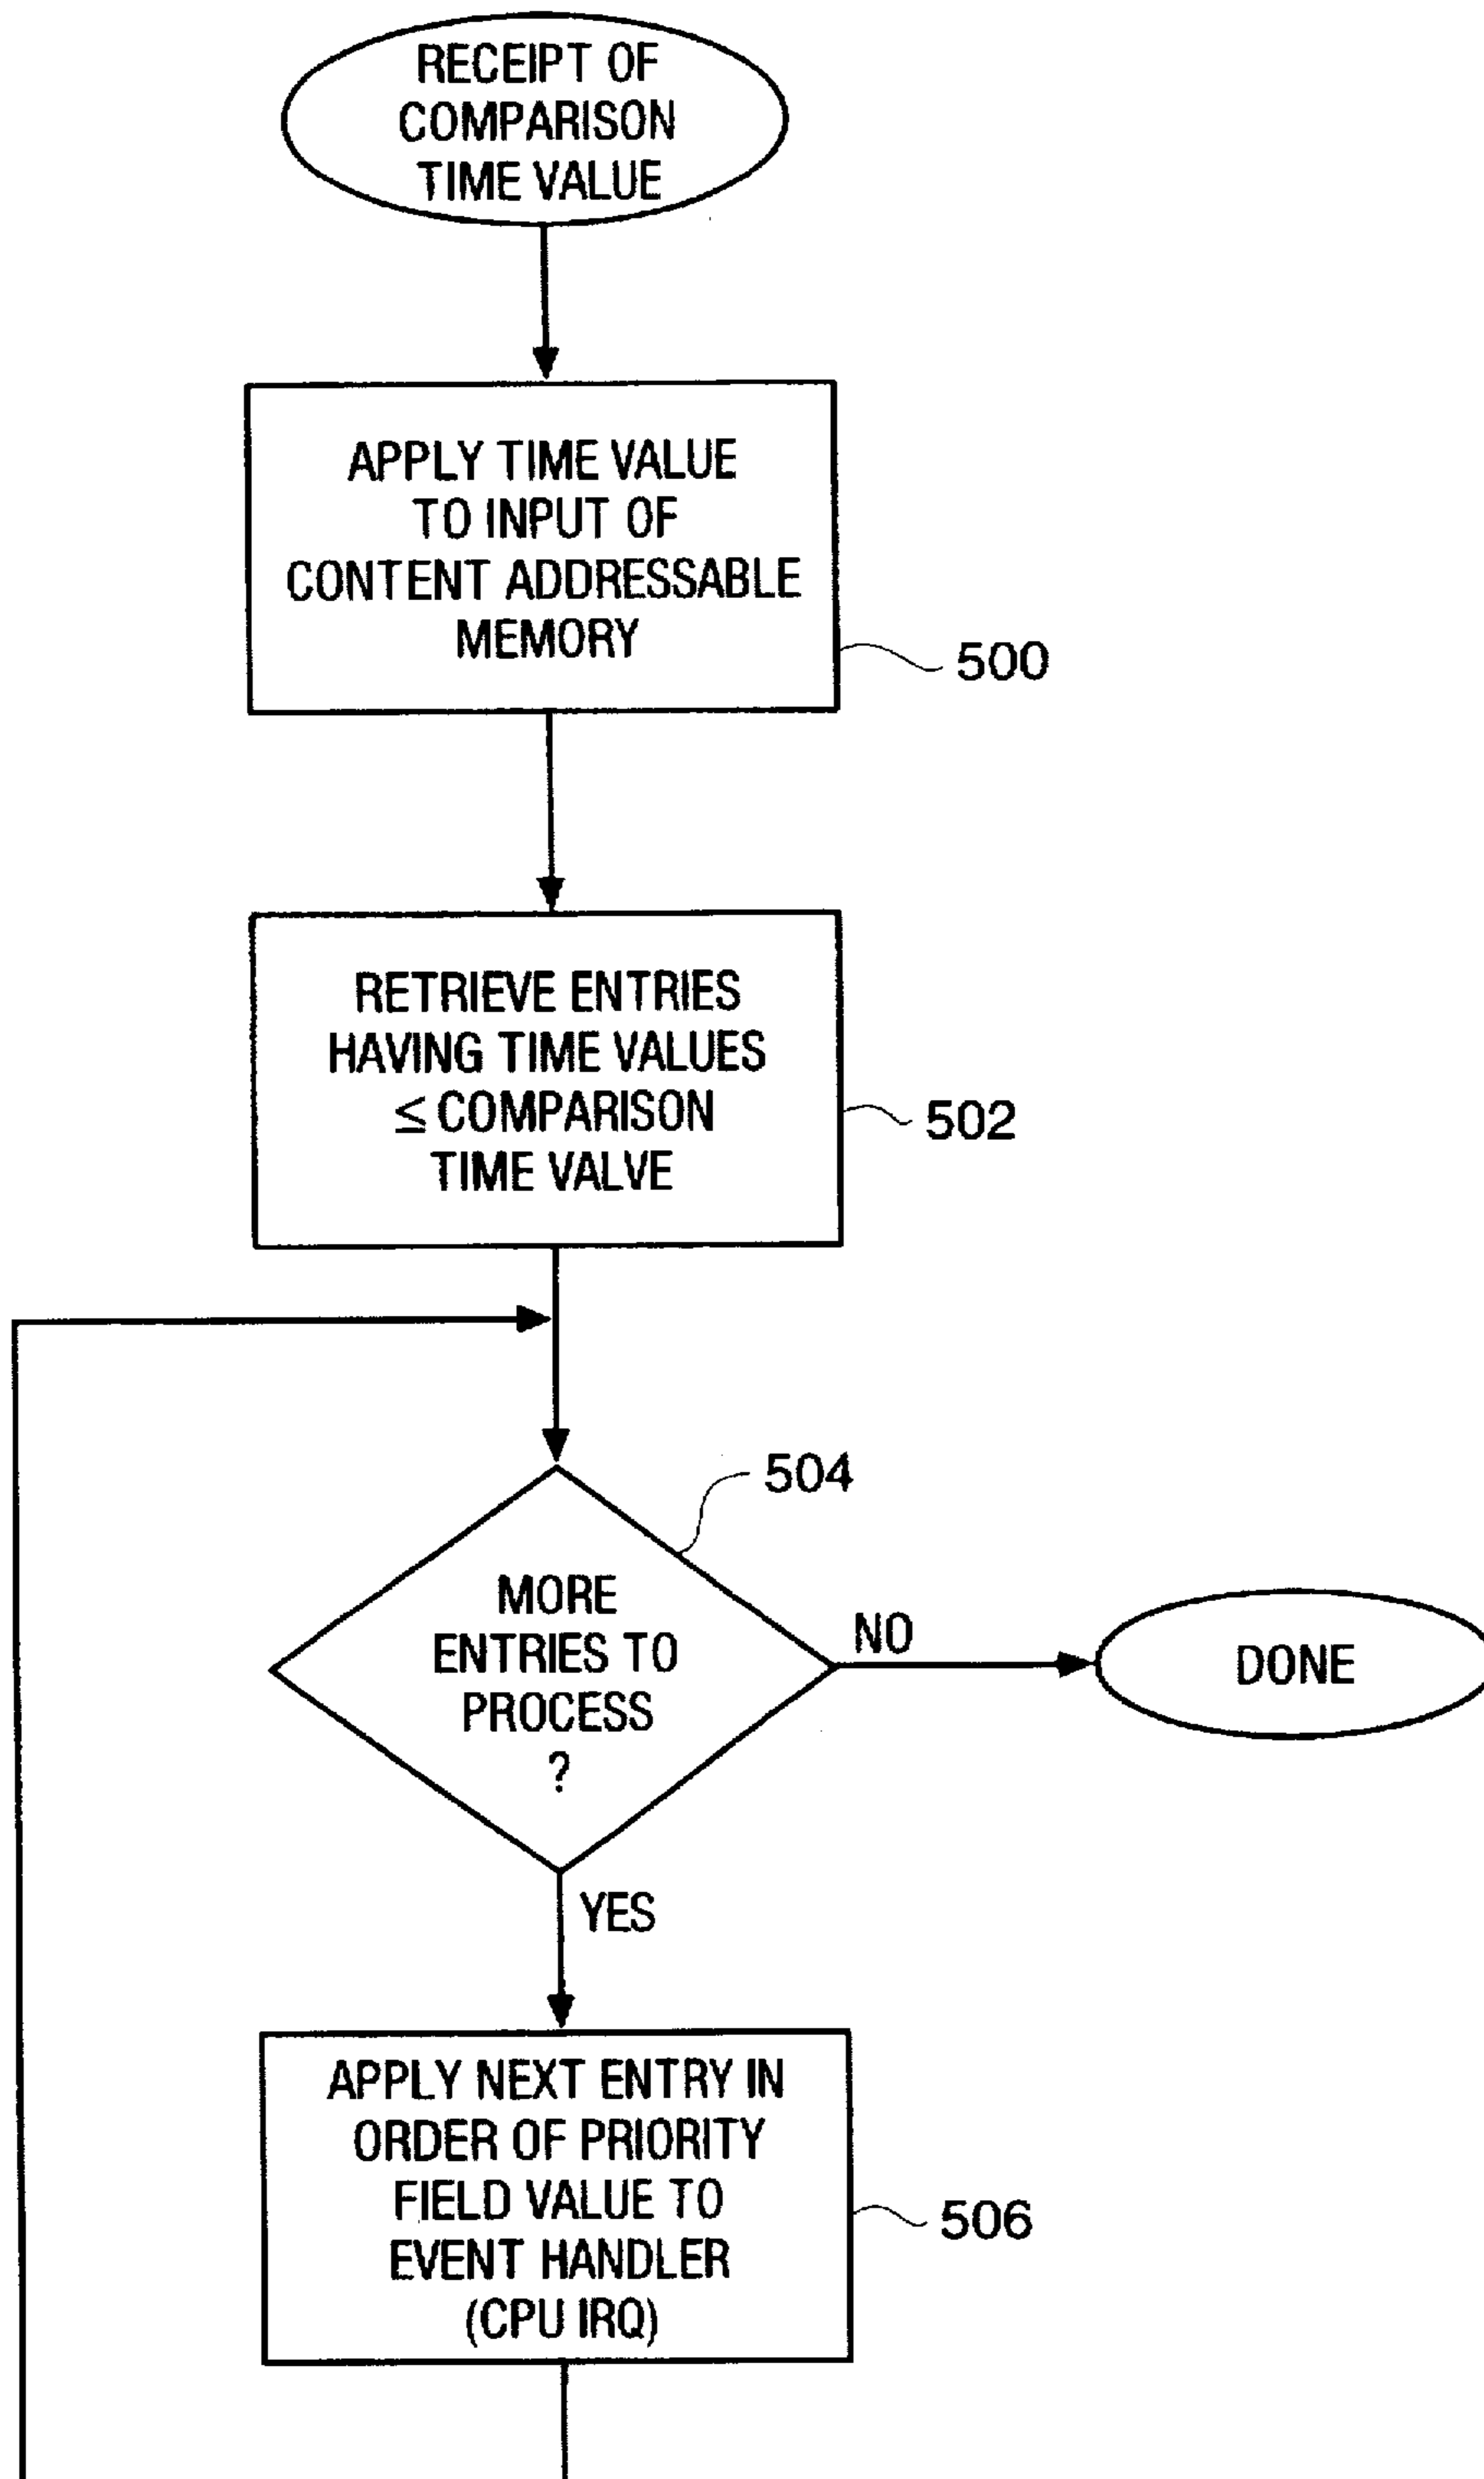 RECEIPT OF
COMPARISON
TIME VALUE
APPLY TIME VALUE
TO INPUT OF
CONTENT ADDRESSABLE
MEMORY
500
RETRIEVE ENTRIES
HAVING TIME VALUES
≤ COMPARISON
TIME VALVE
502
504
MORE
ENTRIES TO
PROCESS
?
NO
DONE
YES
APPLY NEXT ENTRY IN
ORDER OF PRIORITY
FIELD VALUE TO
EVENT HANDLER
(CPU IRQ)
506